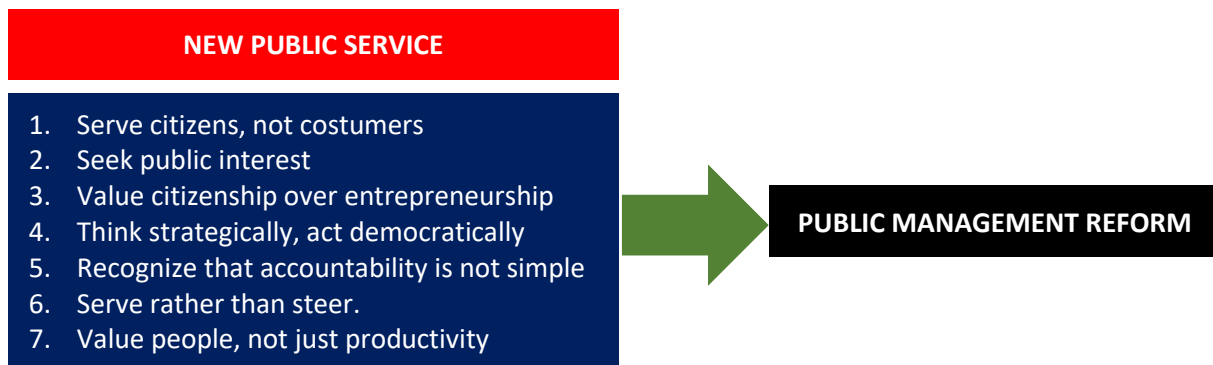 NEW PUBLIC SERVICE
1. Serve citizens, not costumers
2. Seek public interest
3. Value citizenship over entrepreneurship
4. Think strategically, act democratically
5. Recognize that accountability is not simple
6. Serve rather than steer.
7. Value people, not just productivity
PUBLIC MANAGEMENT REFORM